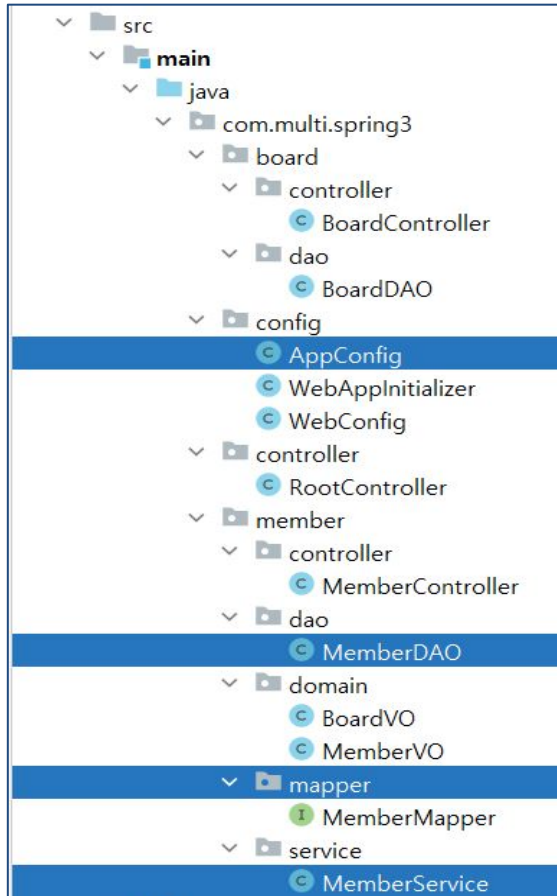 src
main
java
com.multi.spring3
board
controller
BoardController
dao
BoardDAO
config
AppConfig
WebAppInitializer
WebConfig
controller
RootController
member
controller
MemberController
dao
MemberDAO
domain
BoardVO
MemberVO
mapper
MemberMapper
service
MemberService